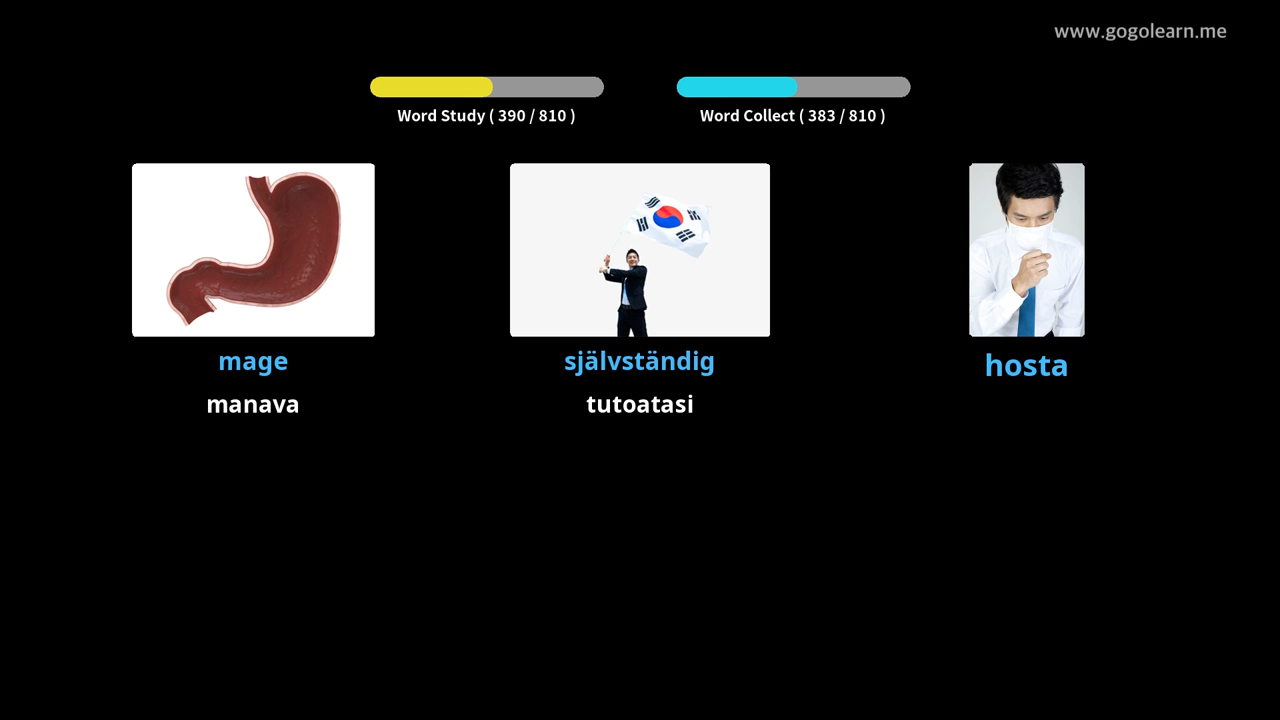 www.gogolearn.me
Word Study ( 390 / 810 )
Word Collect ( 383 / 810 )
mage
självständig
hosta
manava
tutoatasi